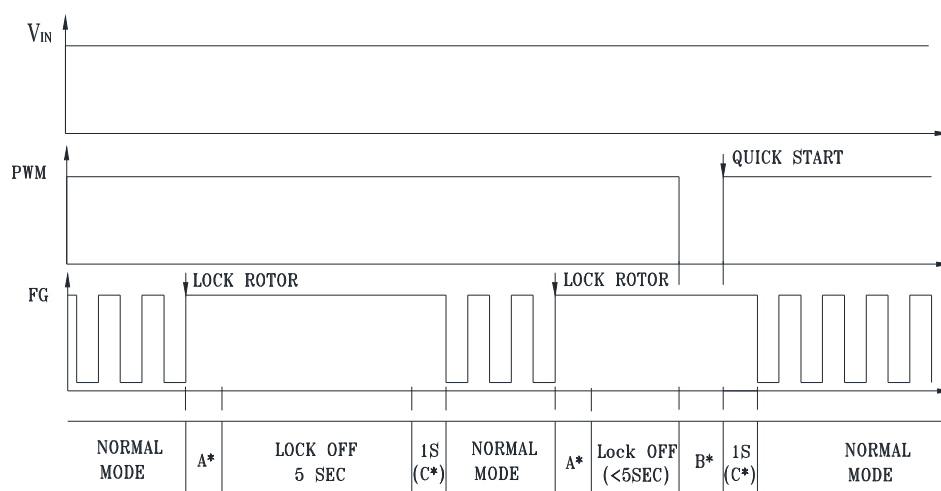 VIN
PWM
QUICK START
FG
LOCK ROTOR
LOCK ROTOR
NORMAL
MODE
A*
LOCK OFF
5 SEC
1S
(C*)
NORMAL
MODE
A*
Lock OFF
(<5SEC)
B*
1S
(C*)
NORMAL
MODE